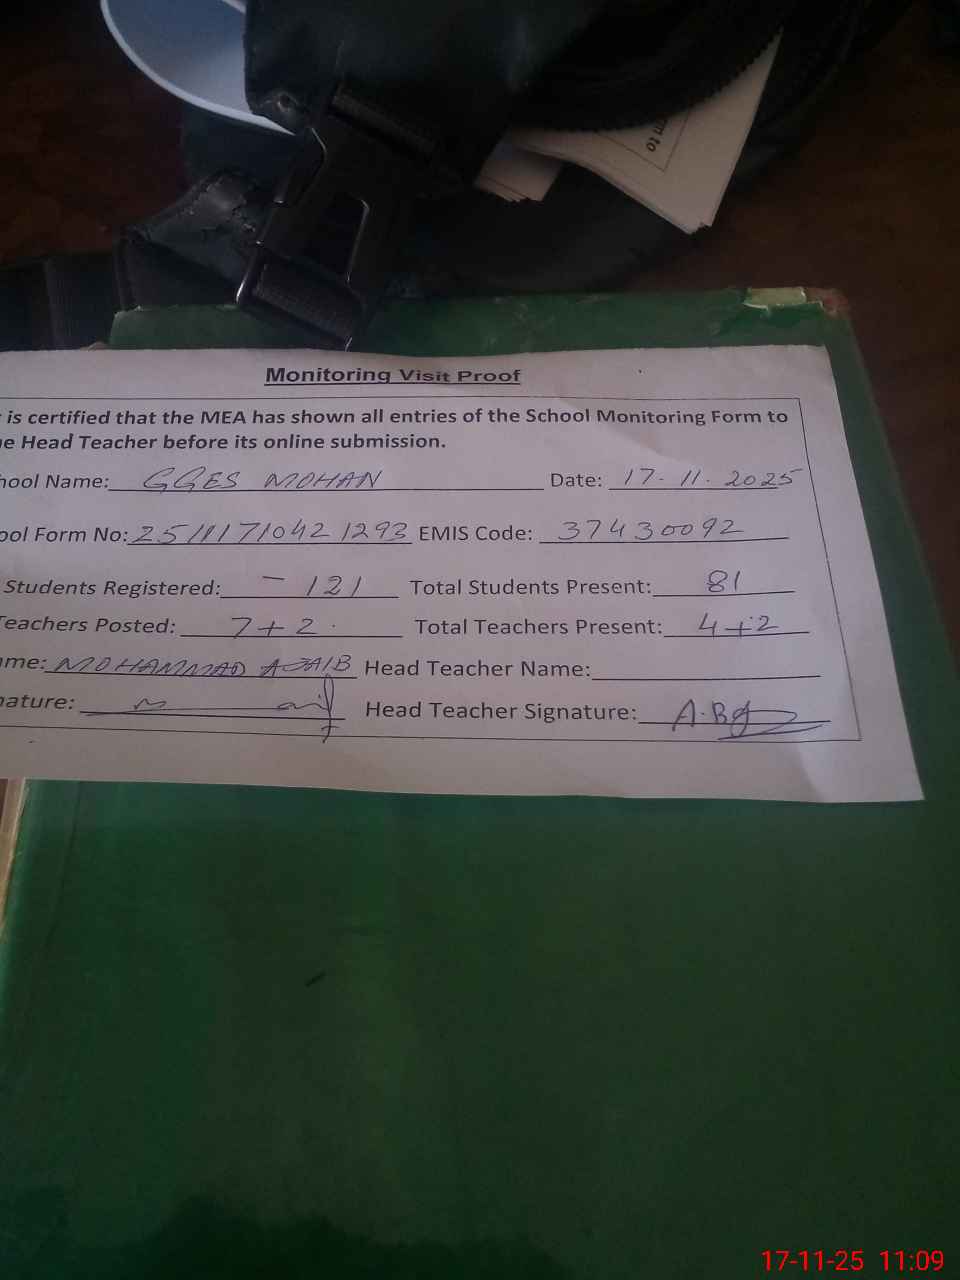 m to
Monitoring Visit Proof
is certified that the MEA has shown all entries of the School Monitoring Form to
e Head Teacher before its online submission.
hool Name: GGES MOHAN Date: 17-11-2025
ool Form No: EMIS Code: 37430092
Students Registered: - 121 Total Students Present: 81
Teachers Posted: 7+2 Total Teachers Present: 4+2
me: MOHAMMAD AJAIB Head Teacher Name:
nature: Head Teacher Signature:
17-11-25 11:09